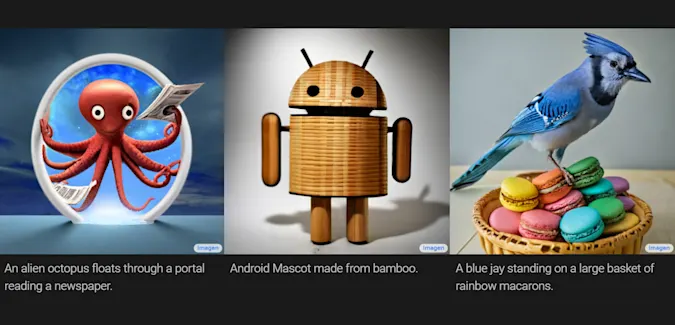 Imagen
Imagen
Imagen
An alien octopus floats through a portal
reading a newspaper.
Android Mascot made from bamboo.
A blue jay standing on a large basket of
rainbow macarons.